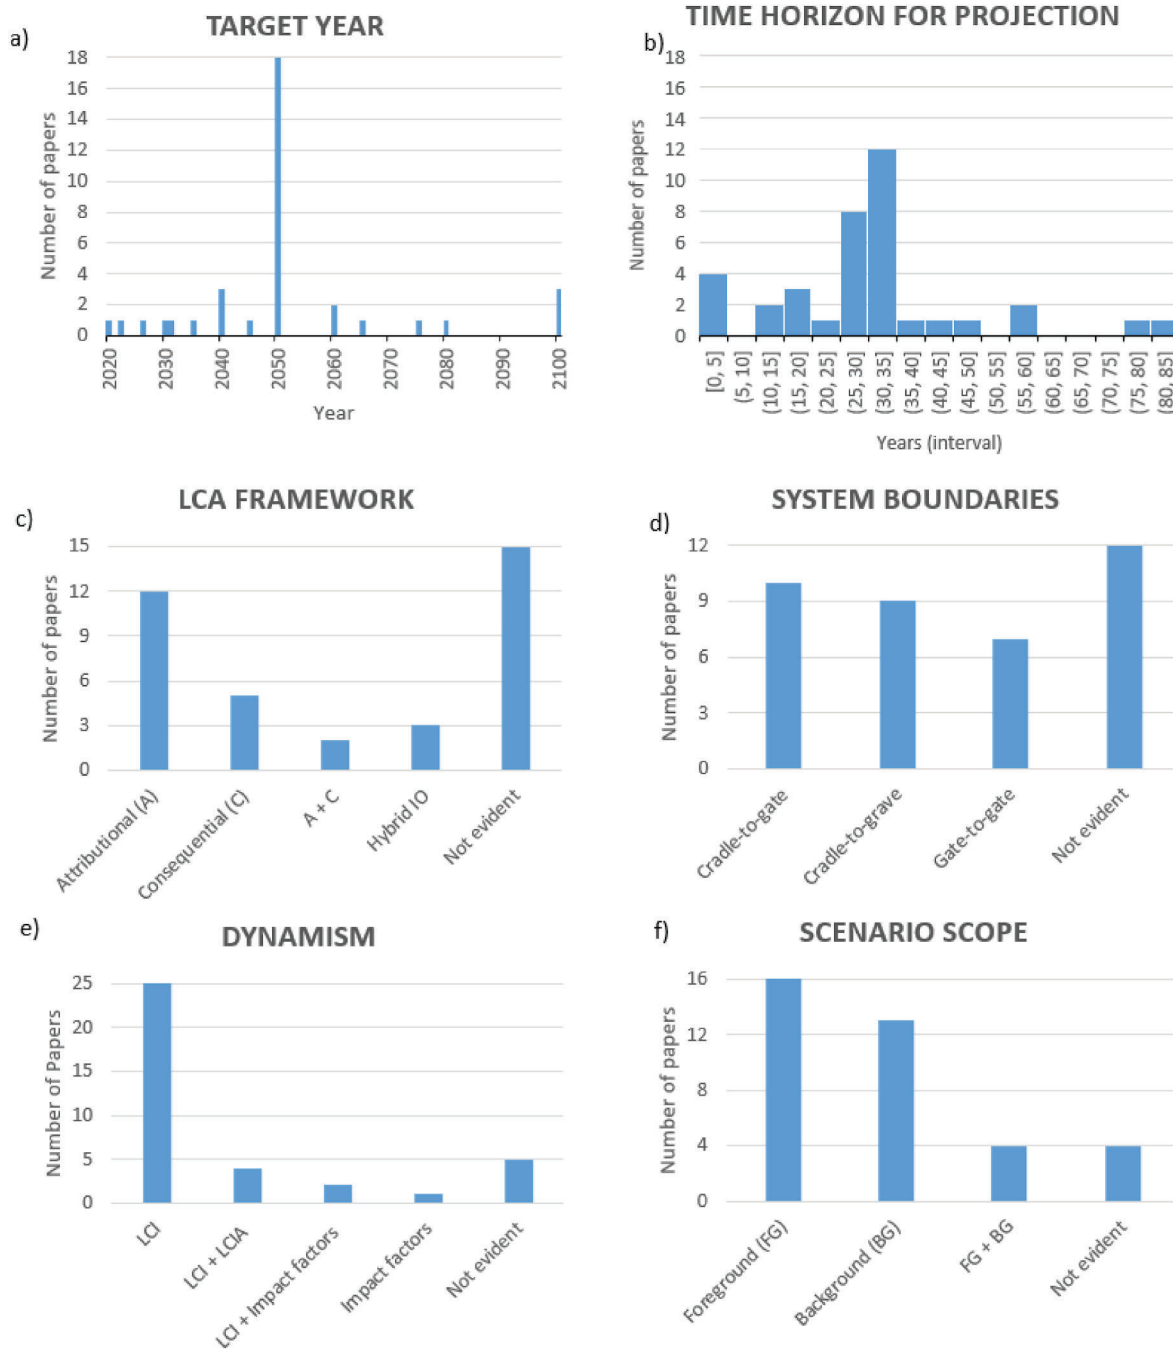 a)
TARGET YEAR
Number of papers
18
16
14
12
10
8
6
4
2
0
2020
2030
2040
2050
2060
2070
2080
2090
2100
Year
b)
TIME HORIZON FOR PROJECTION
Number of papers
18
16
14
12
10
8
6
4
2
0
[0, 5]
(5, 10]
(10, 15]
(15, 20]
(20, 25]
(25, 30]
(30, 35]
(35, 40]
(40, 45]
(45, 50]
(50, 55]
(55, 60]
(60, 65]
(65, 70]
(70, 75]
(75, 80]
(80, 85]
Years (interval)
c)
LCA FRAMEWORK
Number of papers
15
12
9
6
3
0
Attributional (A)
Consequential (C)
A + C
Hybrid IO
Not evident
d)
SYSTEM BOUNDARIES
Number of papers
12
9
6
3
0
Cradle-to-gate
Cradle-to-grave
Gate-to-gate
Not evident
e)
DYNAMISM
Number of Papers
25
20
15
10
5
0
LCI
LCI + LCIA
LCI + Impact factors
Impact factors
Not evident
f)
SCENARIO SCOPE
Number of papers
16
12
8
4
0
Foreground (FG)
Background (BG)
FG + BG
Not evident